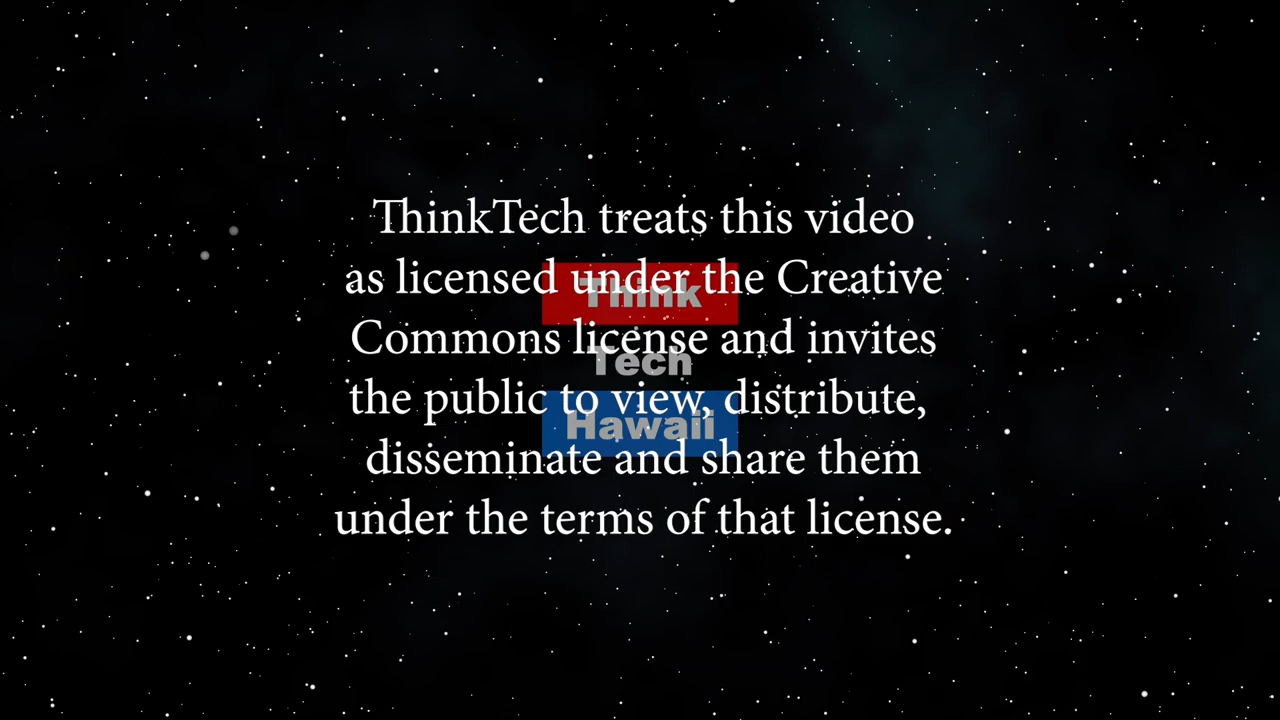 ThinkTech treats this video
as licensed under the Creative
Think
Commons license and invites
Tech
the public to view, distribute,
Hawaii
disseminate and share them
under the terms of that license.